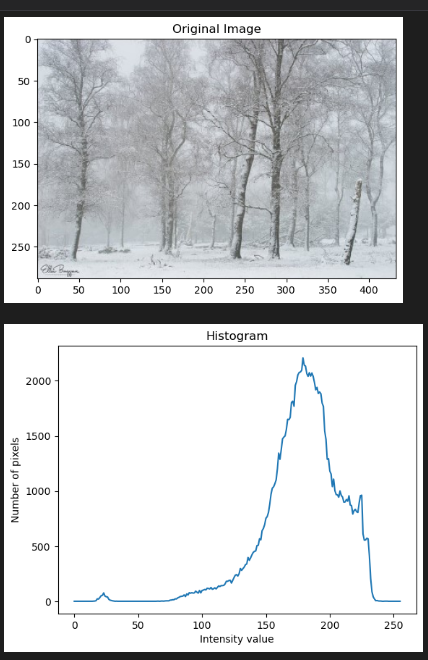 Original Image
0
50
100
150
200
250
0 50 100 150 200 250 300 350 400
Histogram
2000
1500
1000
500
0
Number of pixels
0 50 100 150 200 250
Intensity value